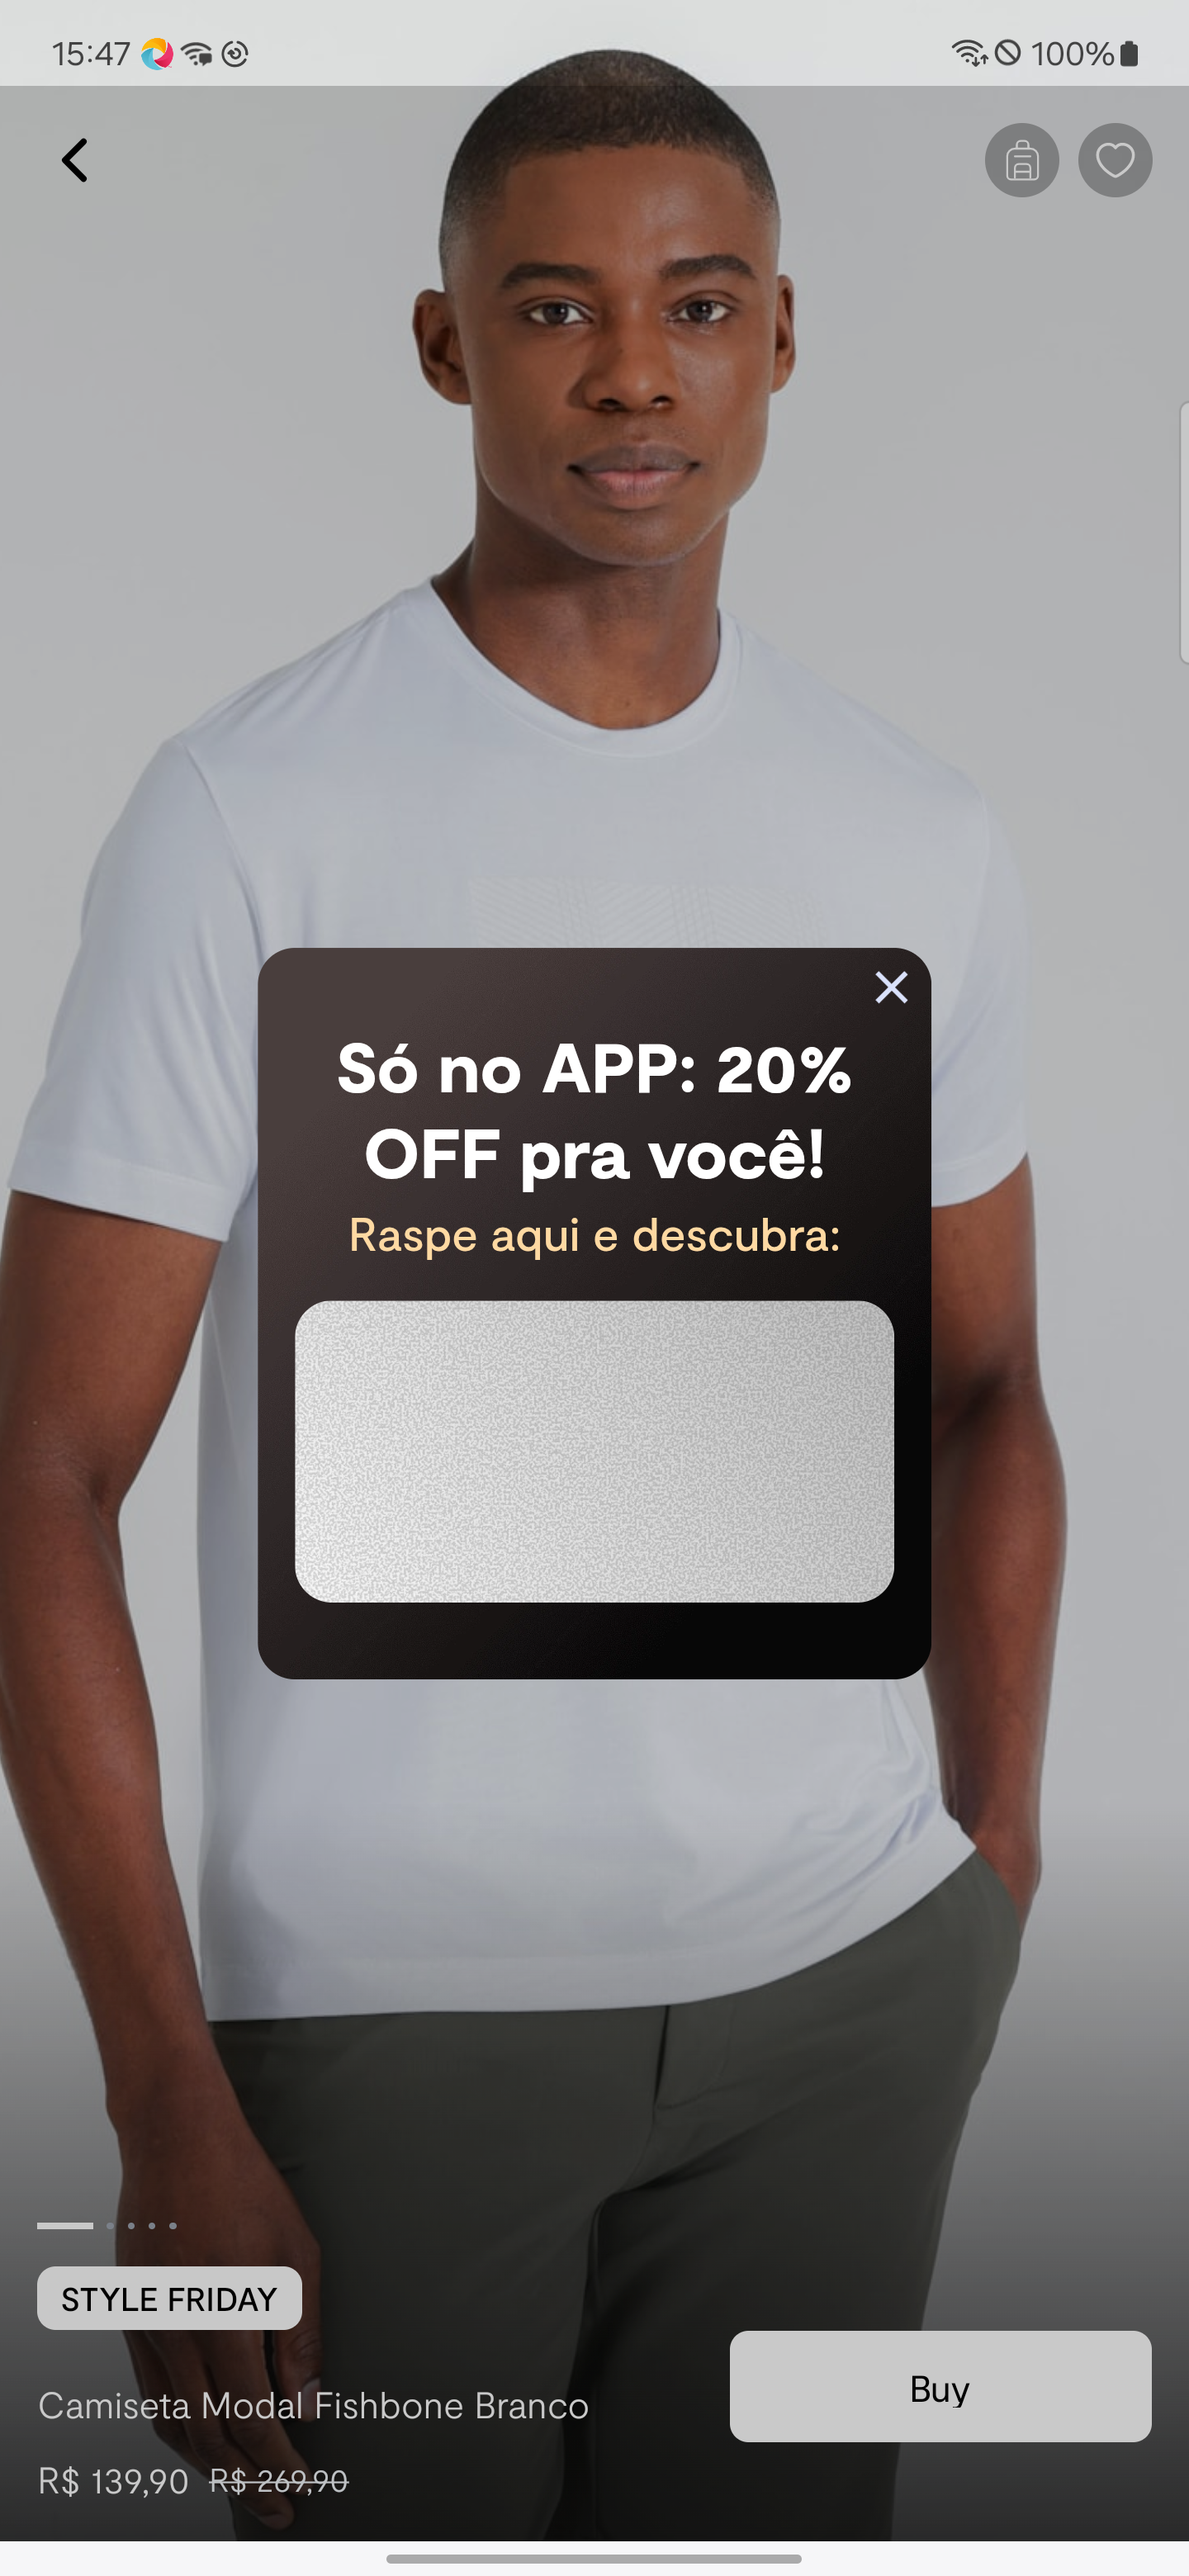 15:47
100%
Só no APP: 20%
OFF pra você!
Raspe aqui e descubra:
STYLE FRIDAY
Camiseta Modal Fishbone Branco
Buy
R$ 139,90 R$ 269,90